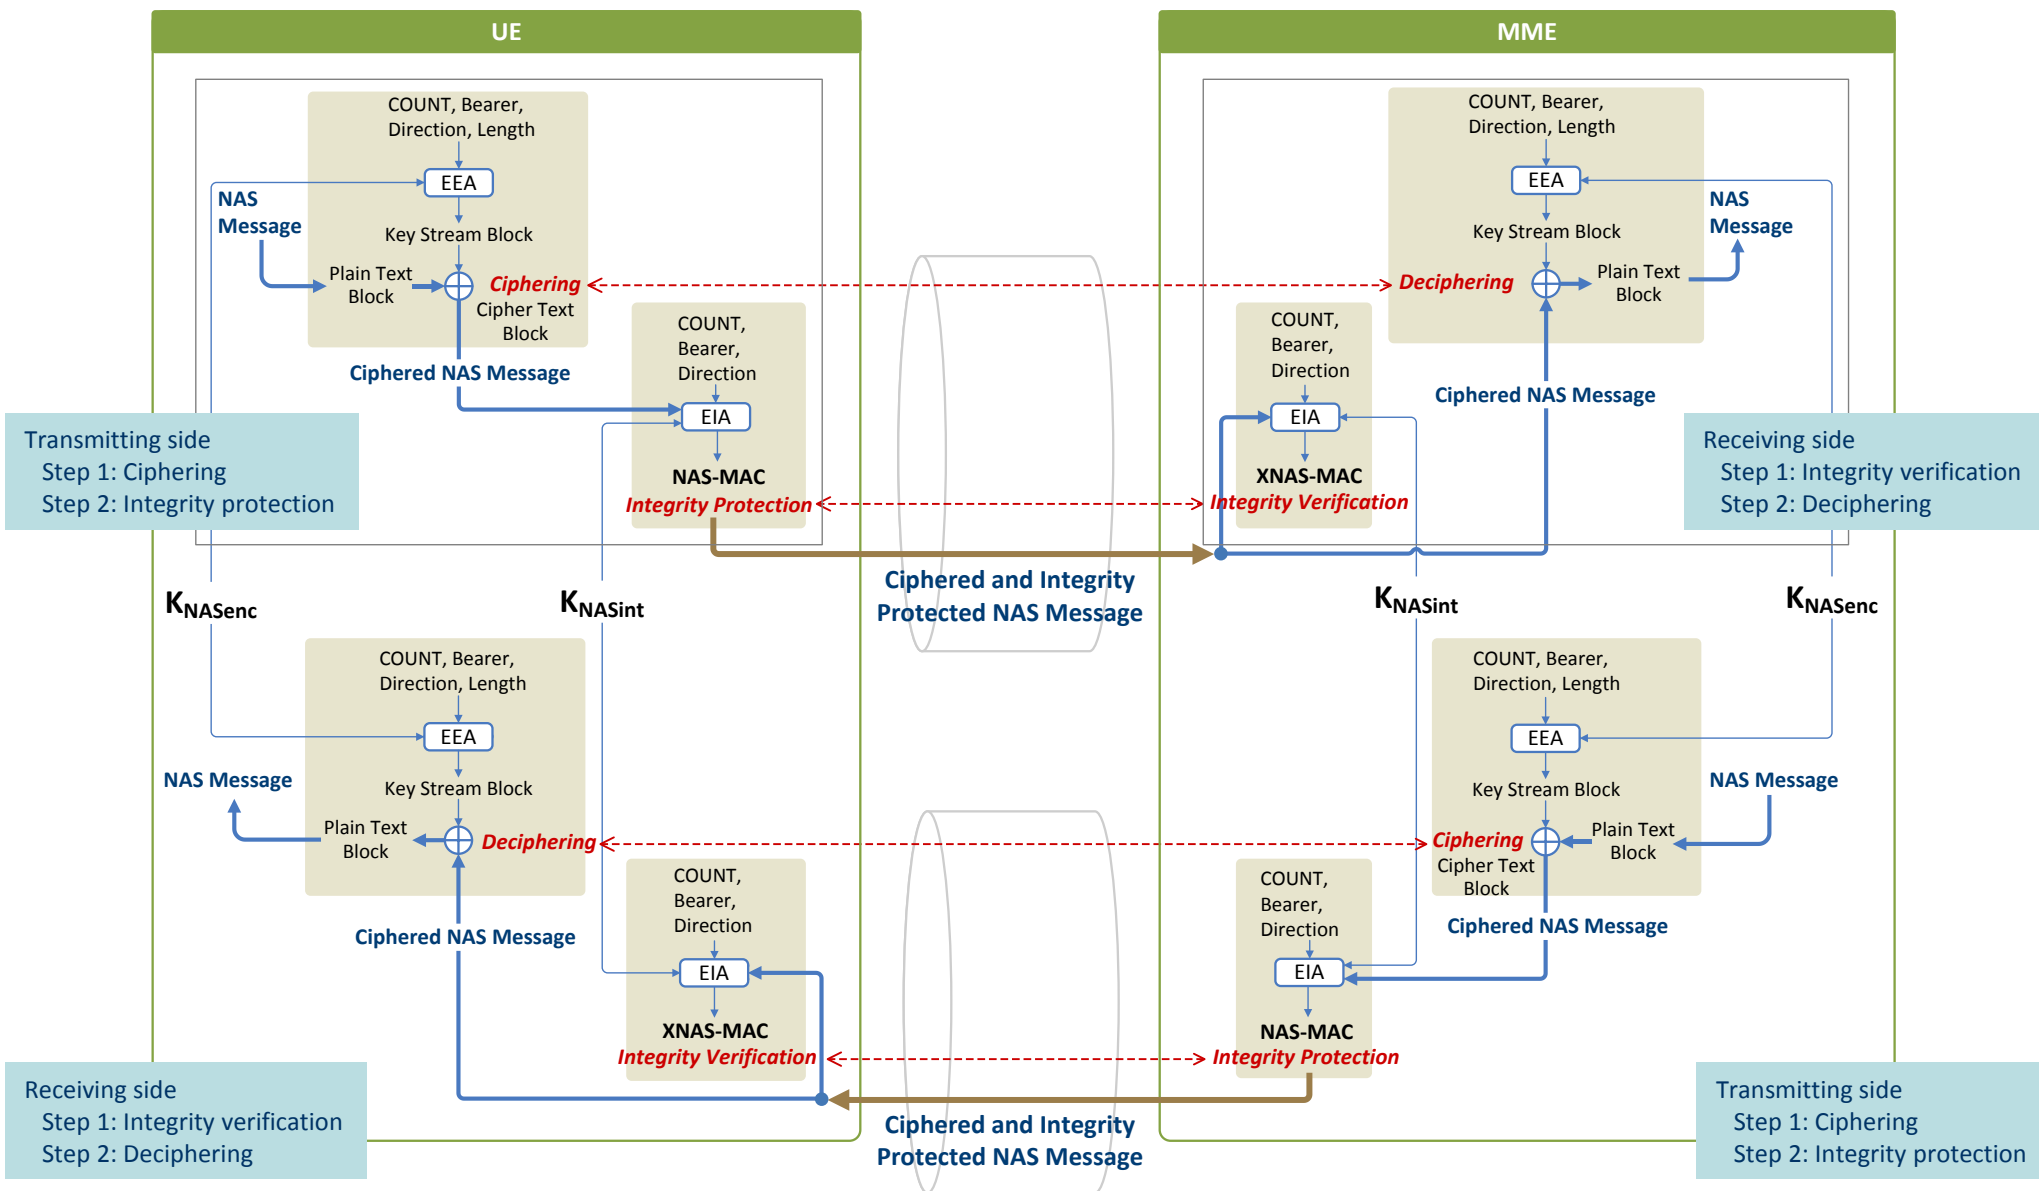 UE
COUNT, Bearer,
Direction, Length
EEA
NAS
Message
Key Stream Block
Plain Text
Block
Ciphering
Cipher Text
Block
Ciphered NAS Message
COUNT,
Bearer,
Direction
EIA
NAS-MAC
Integrity Protection
Transmitting side
Step 1: Ciphering
Step 2: Integrity protection
MME
COUNT, Bearer,
Direction, Length
EEA
NAS
Message
Key Stream Block
Deciphering
Plain Text
Block
COUNT,
Bearer,
Direction
Ciphered NAS Message
EIA
XNAS-MAC
Integrity Verification
Receiving side
Step 1: Integrity verification
Step 2: Deciphering
Ciphered and Integrity
Protected NAS Message
KNASenc
KNASint
KNASint
KNASenc
COUNT, Bearer,
Direction, Length
EEA
NAS Message
Key Stream Block
Plain Text
Block
Deciphering
COUNT,
Bearer,
Direction
Ciphered NAS Message
EIA
XNAS-MAC
Integrity Verification
Receiving side
Step 1: Integrity verification
Step 2: Deciphering
COUNT, Bearer,
Direction, Length
EEA
NAS Message
Key Stream Block
Ciphering
Plain Text
Block
Cipher Text
Block
COUNT,
Bearer,
Direction
Ciphered NAS Message
EIA
NAS-MAC
Integrity Protection
Transmitting side
Step 1: Ciphering
Step 2: Integrity protection
Ciphered and Integrity
Protected NAS Message